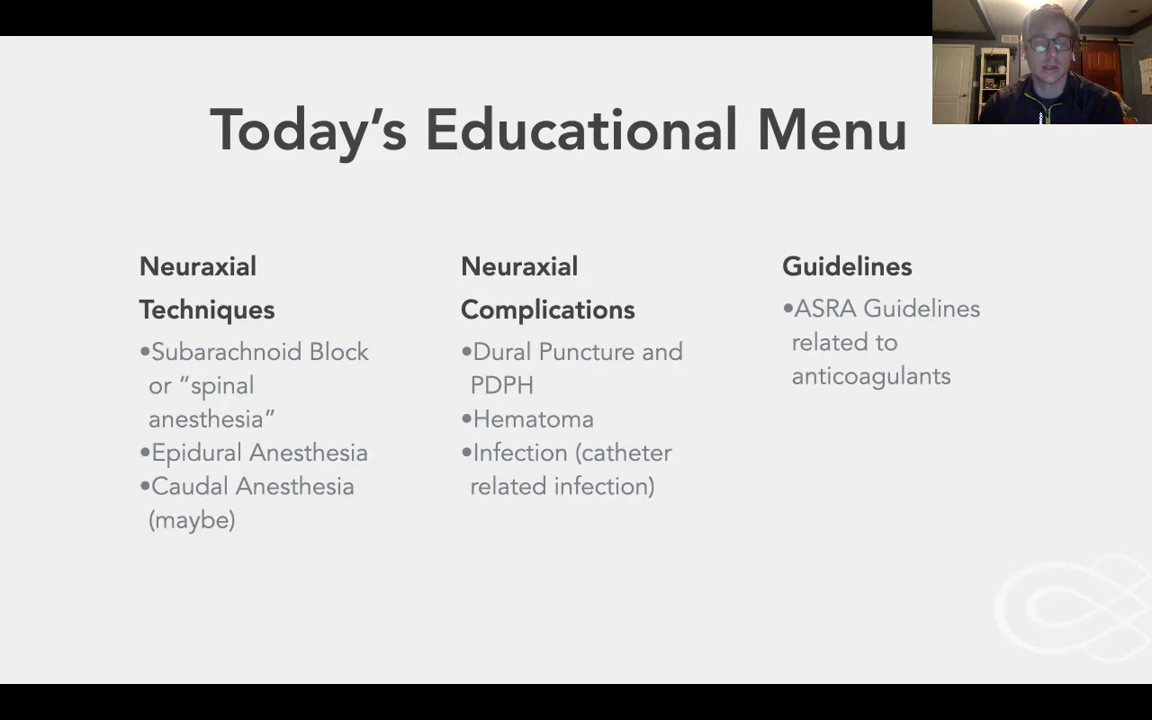 Today’s Educational Menu
Neuraxial
Techniques
•Subarachnoid Block
or “spinal
anesthesia”
•Epidural Anesthesia
•Caudal Anesthesia
(maybe)
Neuraxial
Complications
•Dural Puncture and
PDPH
•Hematoma
•Infection (catheter
related infection)
Guidelines
•ASRA Guidelines
related to
anticoagulants